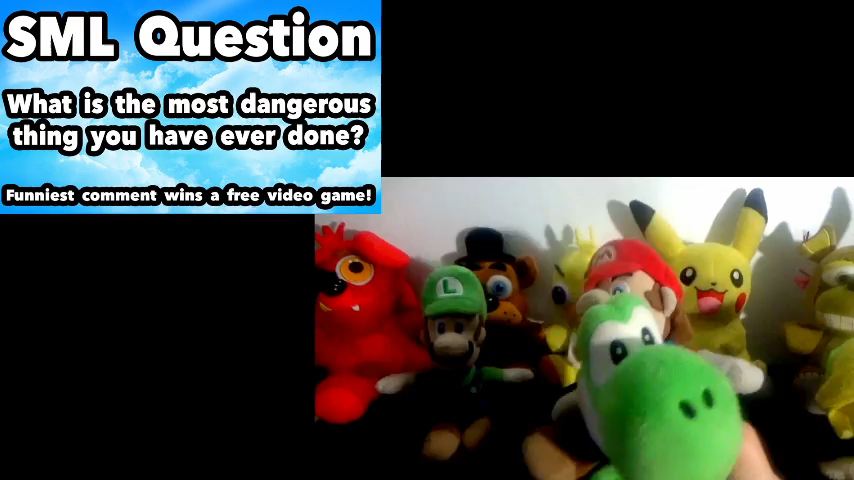 SML Question
What is the most dangerous
thing you have ever done?
Funniest comment wins a free video game!
L